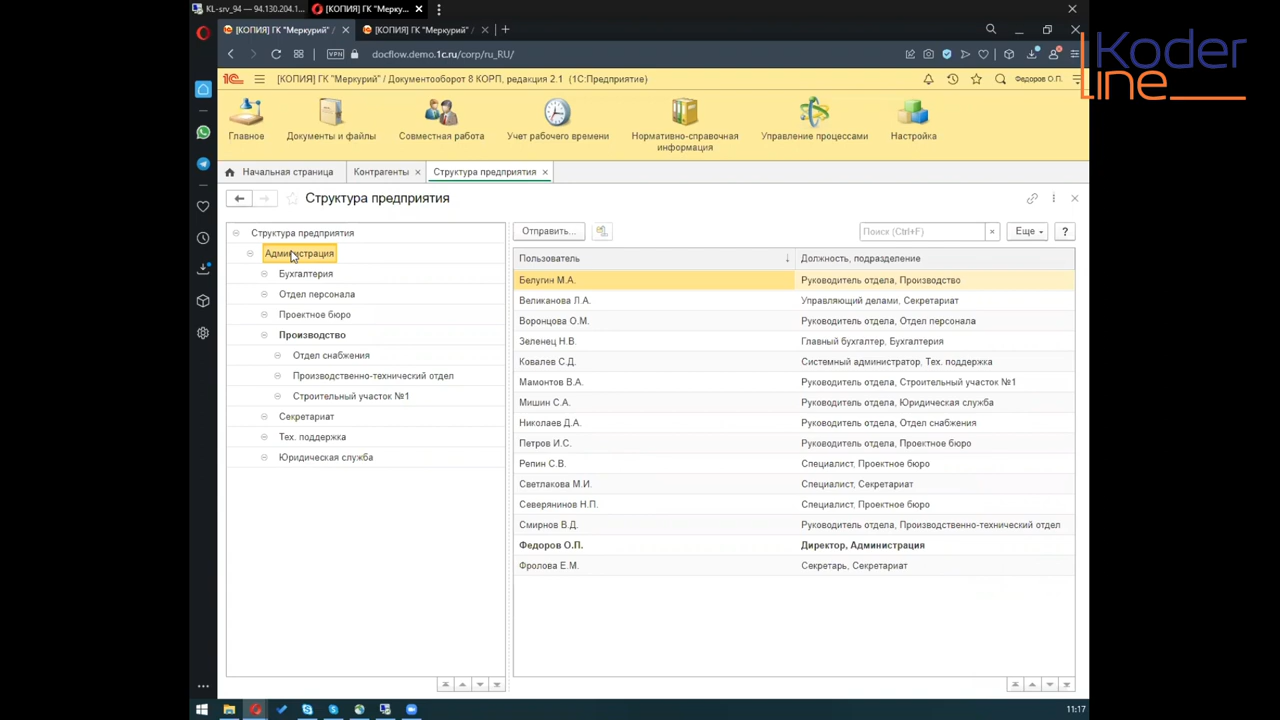 KL-srv_94 — 94.130.204.1...
[КОПИЯ] ГК "Мерку...
[КОПИЯ] ГК "Меркурий" /
[КОПИЯ] ГК "Меркурий" /
VPN
docflow.demo.1c.ru/corp/ru_RU/
Koder
Line
[КОПИЯ] ГК "Меркурий" / Документооборот 8 КОРП, редакция 2.1 (1С:Предприятие)
Федоров О.П.
Главное
Документы и файлы
Совместная работа
Учет рабочего времени
Нормативно-справочная
информация
Управление процессами
Настройка
Начальная страница
Контрагенты
Структура предприятия
Структура предприятия
Структура предприятия
Администрация
Бухгалтерия
Отдел персонала
Проектное бюро
Производство
Отдел снабжения
Производственно-технический отдел
Строительный участок №1
Секретариат
Тех. поддержка
Юридическая служба
Отправить...
Поиск (Ctrl+F)
Еще
?
Пользователь Должность, подразделение
Белугин М.А. Руководитель отдела, Производство
Великанова Л.А. Управляющий делами, Секретариат
Воронцова О.М. Руководитель отдела, Отдел персонала
Зеленец Н.В. Главный бухгалтер, Бухгалтерия
Ковалев С.Д. Системный администратор, Тех. поддержка
Мамонтов В.А. Руководитель отдела, Строительный участок №1
Мишин С.А. Руководитель отдела, Юридическая служба
Николаев Д.А. Руководитель отдела, Отдел снабжения
Петров И.С. Руководитель отдела, Проектное бюро
Репин С.В. Специалист, Проектное бюро
Светлакова М.И. Специалист, Секретариат
Северянинов Н.П. Специалист, Проектное бюро
Смирнов В.Д. Руководитель отдела, Производственно-технический отдел
Федоров О.П. Директор, Администрация
Фролова Е.М. Секретарь, Секретариат
11:17